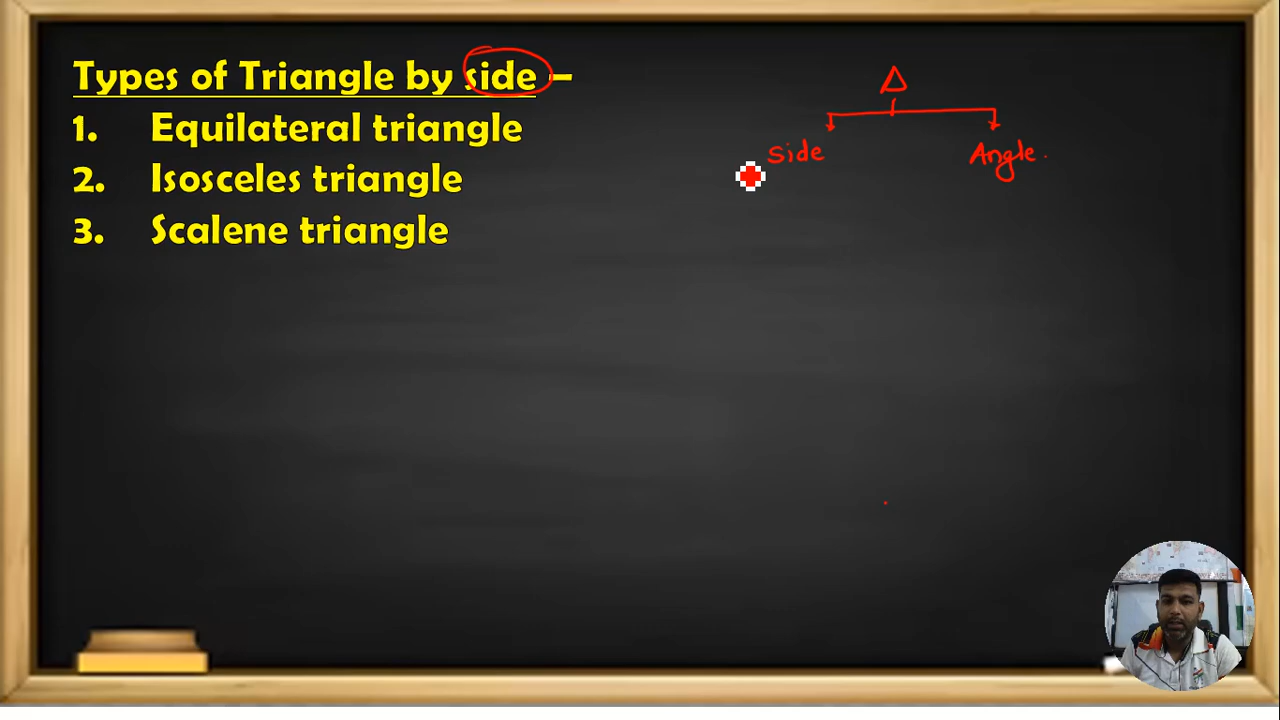 Types of Triangle by side –
1. Equilateral triangle
2. Isosceles triangle
3. Scalene triangle
Δ
Side Angle.